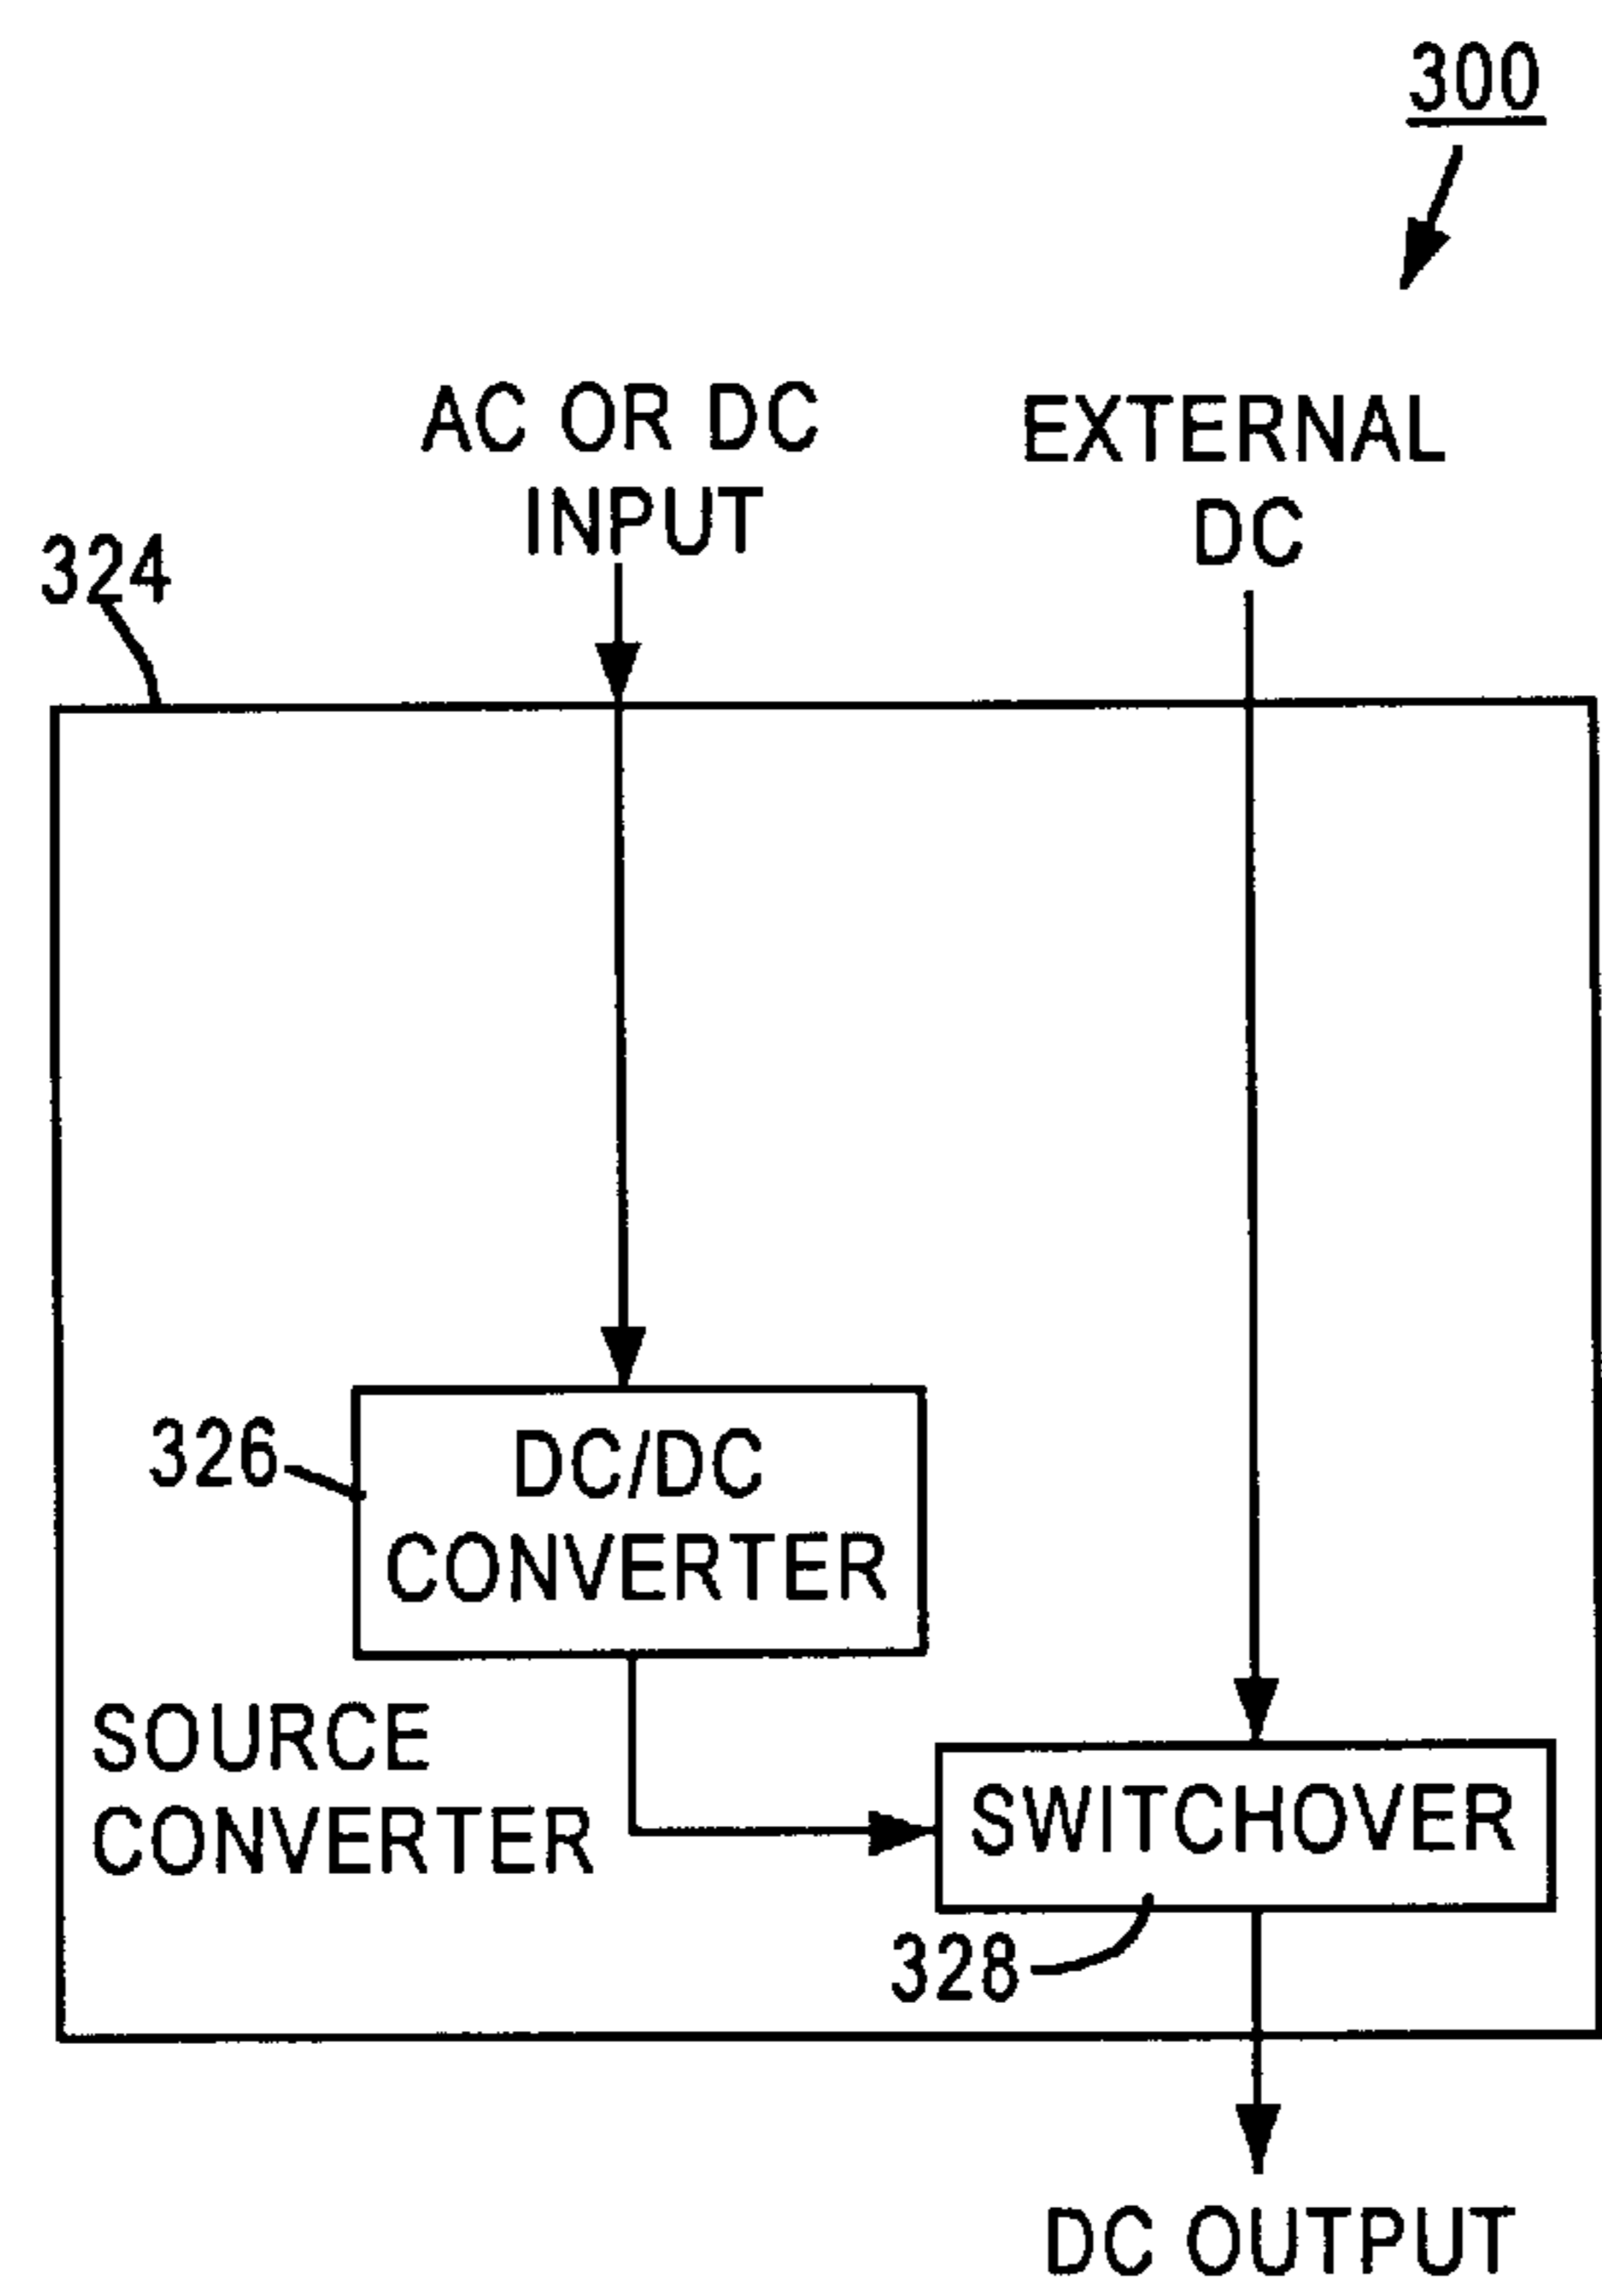 300
AC OR DC
INPUT
EXTERNAL
DC
324
326
DC/DC
CONVERTER
SOURCE
CONVERTER
SWITCHOVER
328
DC OUTPUT